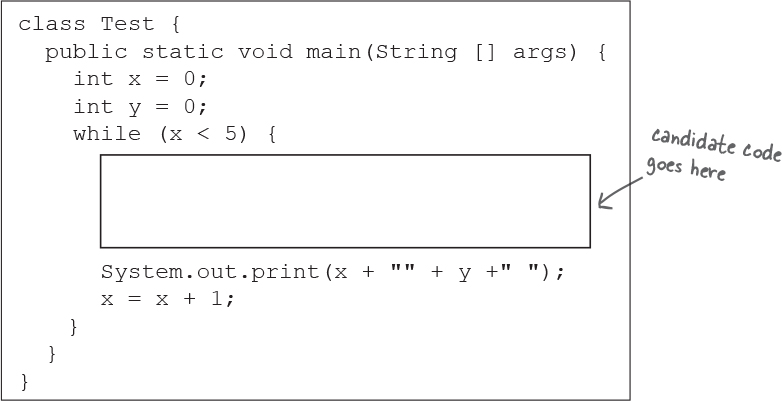 class Test {
public static void main(String [] args) {
int x = 0;
int y = 0;
while (x < 5) {
candidate code
goes here
System.out.print(x + "" + y +" ");
x = x + 1;
}
}
}